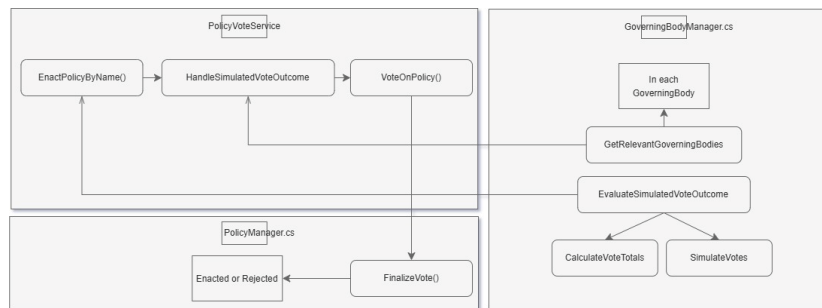 PolicyVoteService
EnactPolicyByName()
HandleSimulatedVoteOutcome
VoteOnPolicy()
PolicyManager.cs
Enacted or Rejected
FinalizeVote()
GoverningBodyManager.cs
In each
GoverningBody
GetRelevantGoverningBodies
EvaluateSimulatedVoteOutcome
CalculateVoteTotals
SimulateVotes